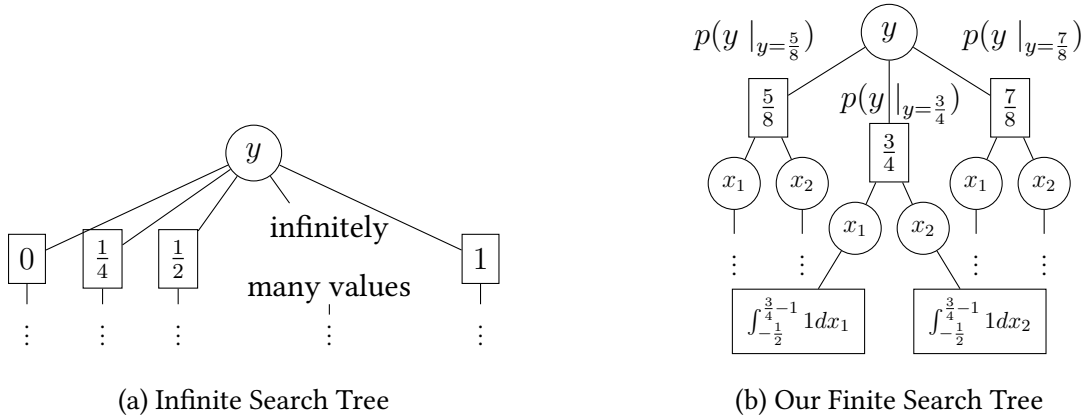 y
0
1/4
1/2
infinitely
many values
1
⋮ ⋮ ⋮ ⋮ ⋮
(a) Infinite Search Tree
y
p(y |_{y=5/8})
p(y |_{y=3/4})
p(y |_{y=7/8})
5/8
3/4
7/8
x₁ x₂
x₁ x₂
x₁ x₂
⋮ ⋮ ⋮ ⋮
∫_{-1/2}^{3/4-1} 1dx₁
∫_{-1/2}^{3/4-1} 1dx₂
(b) Our Finite Search Tree